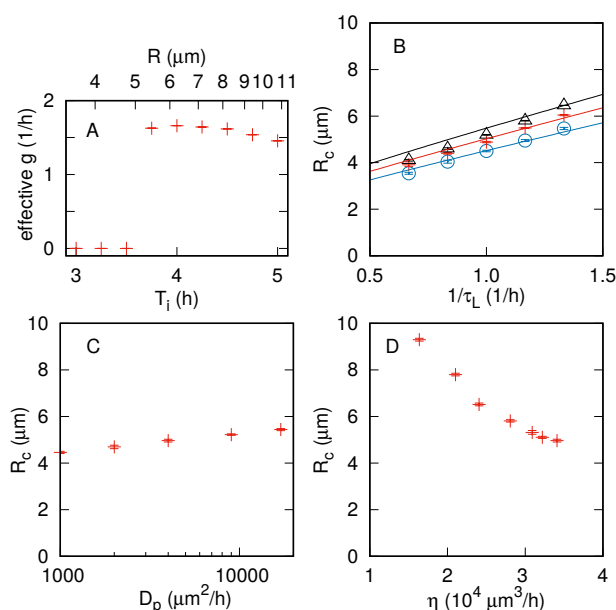 R (μm)
4 5 6 7 8 9 10 11
A
effective g (1/h)
2
1
0
3 4 5
T_i (h)
B
R_c (μm)
10
8
6
4
2
0
0.5 1.0 1.5
1/τ_L (1/h)
C
R_c (μm)
10
8
6
4
2
0
1000 10000
D_p (μm²/h)
D
R_c (μm)
10
8
6
4
2
0
1 2 3 4
η (10⁴ μm³/h)